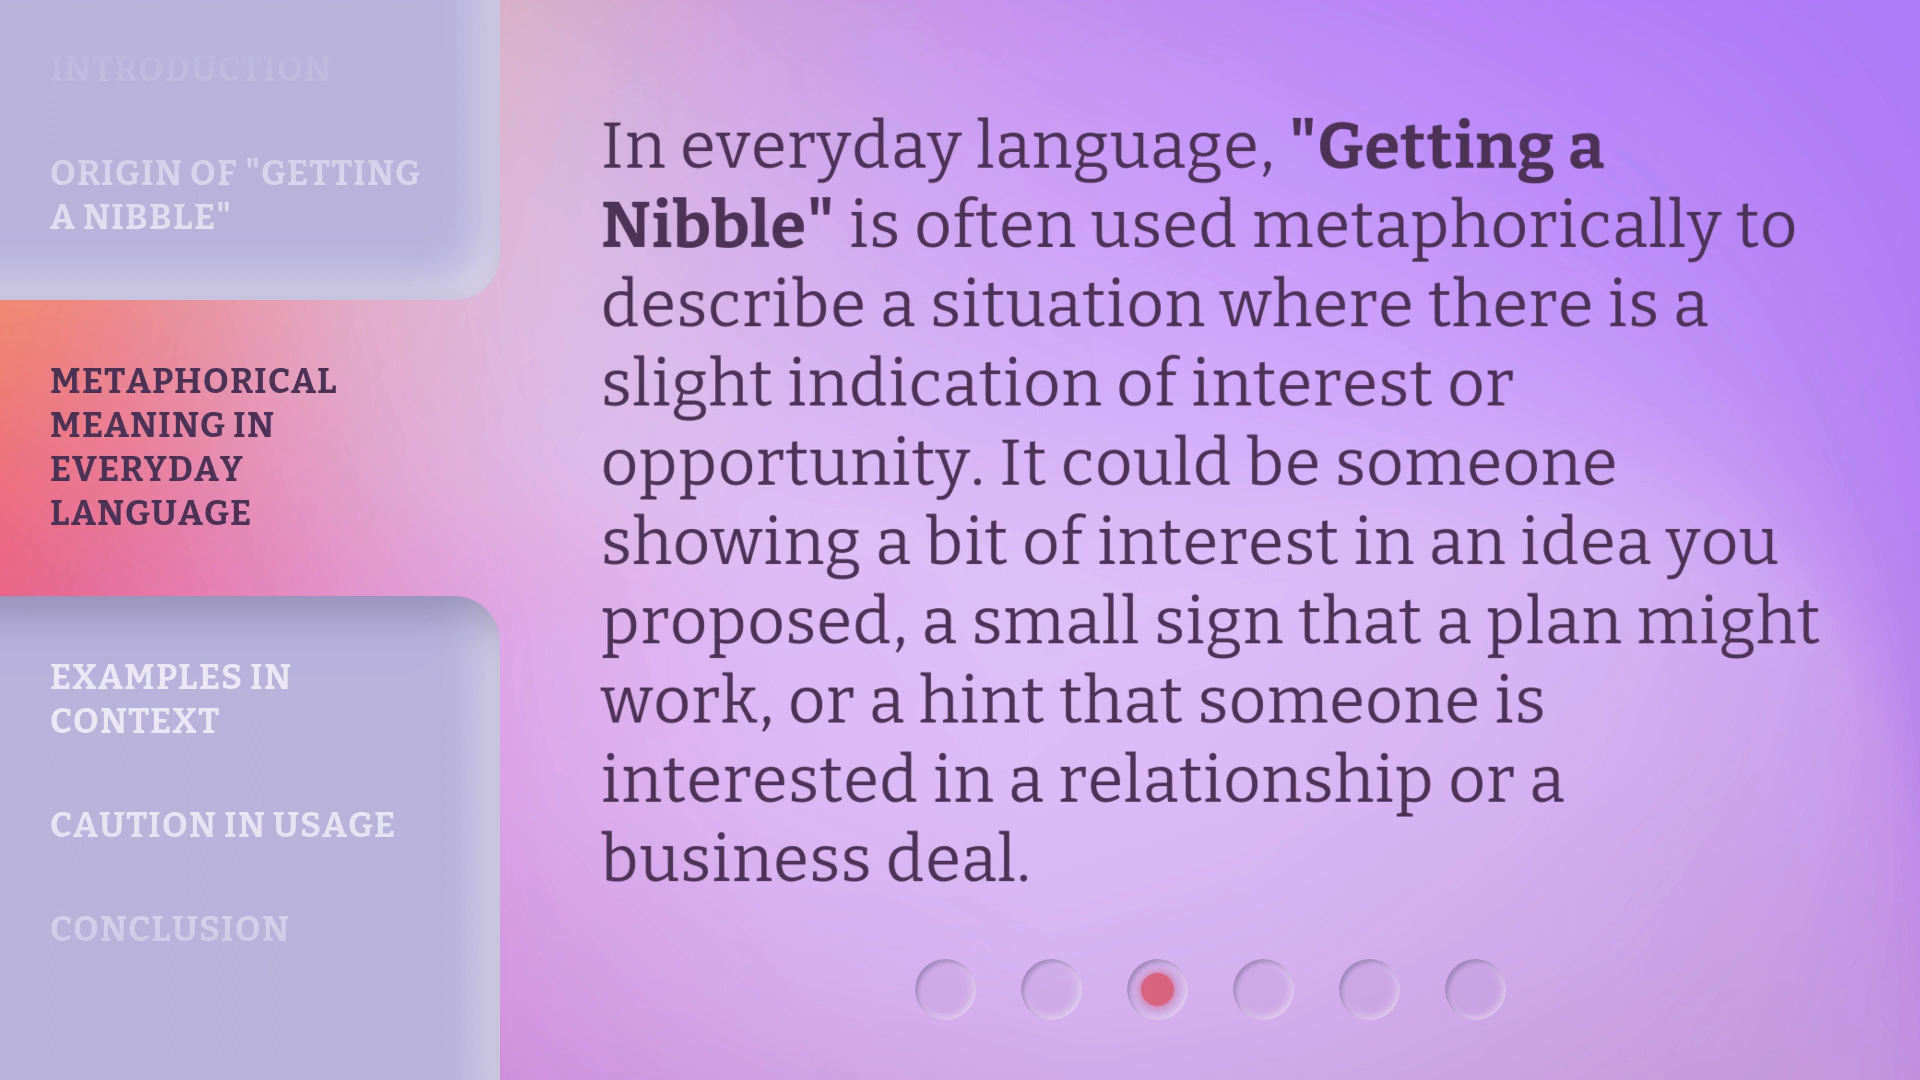 INTRODUCTION
ORIGIN OF "GETTING
A NIBBLE"
METAPHORICAL
MEANING IN
EVERYDAY
LANGUAGE
EXAMPLES IN
CONTEXT
CAUTION IN USAGE
CONCLUSION
In everyday language, "Getting a
Nibble" is often used metaphorically to
describe a situation where there is a
slight indication of interest or
opportunity. It could be someone
showing a bit of interest in an idea you
proposed, a small sign that a plan might
work, or a hint that someone is
interested in a relationship or a
business deal.